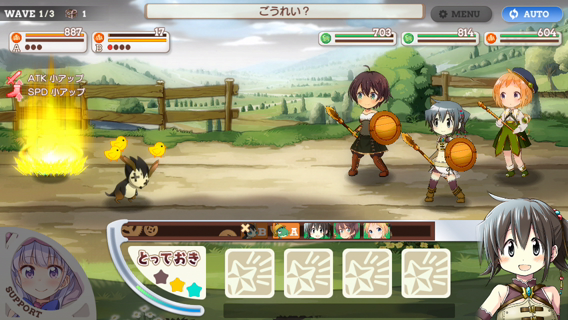 WAVE 1/3 1
ごうれい?
MENU
AUTO
887
A
17
B
703
814
604
ATK 小アップ
SPD 小アップ
B A
とっておき
SUPPORT